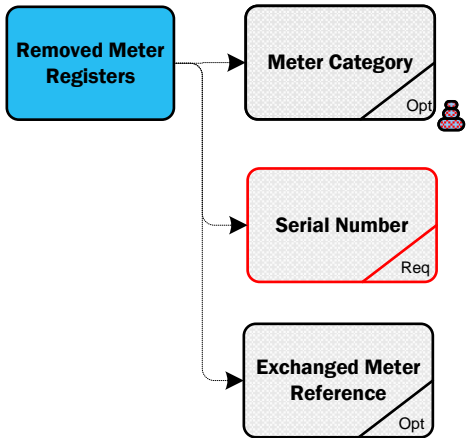 Removed Meter
Registers
Meter Category
Opt
Serial Number
Req
Exchanged Meter
Reference
Opt